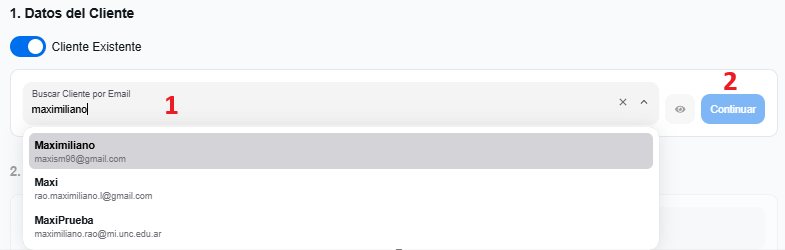 1. Datos del Cliente
Cliente Existente
Buscar Cliente por Email
maximiliano
1
2
Continuar
Maximiliano
maxism96@gmail.com
2.
Maxi
rao.maximiliano.l@gmail.com
MaxiPrueba
maximiliano.rao@mi.unc.edu.ar